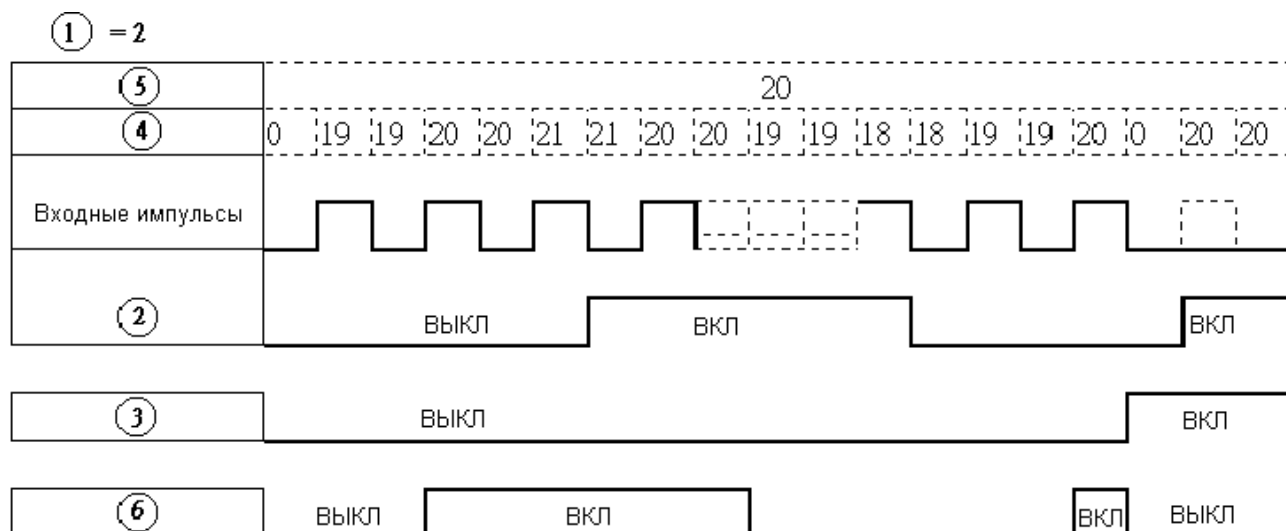 1 = 2
5 20
4 0 19 19 20 20 21 21 20 20 19 19 18 18 19 19 20 0 20 20
Входные импульсы
2 ВЫКЛ ВКЛ ВКЛ
3 ВЫКЛ ВКЛ
6 ВЫКЛ ВКЛ ВКЛ ВЫКЛ